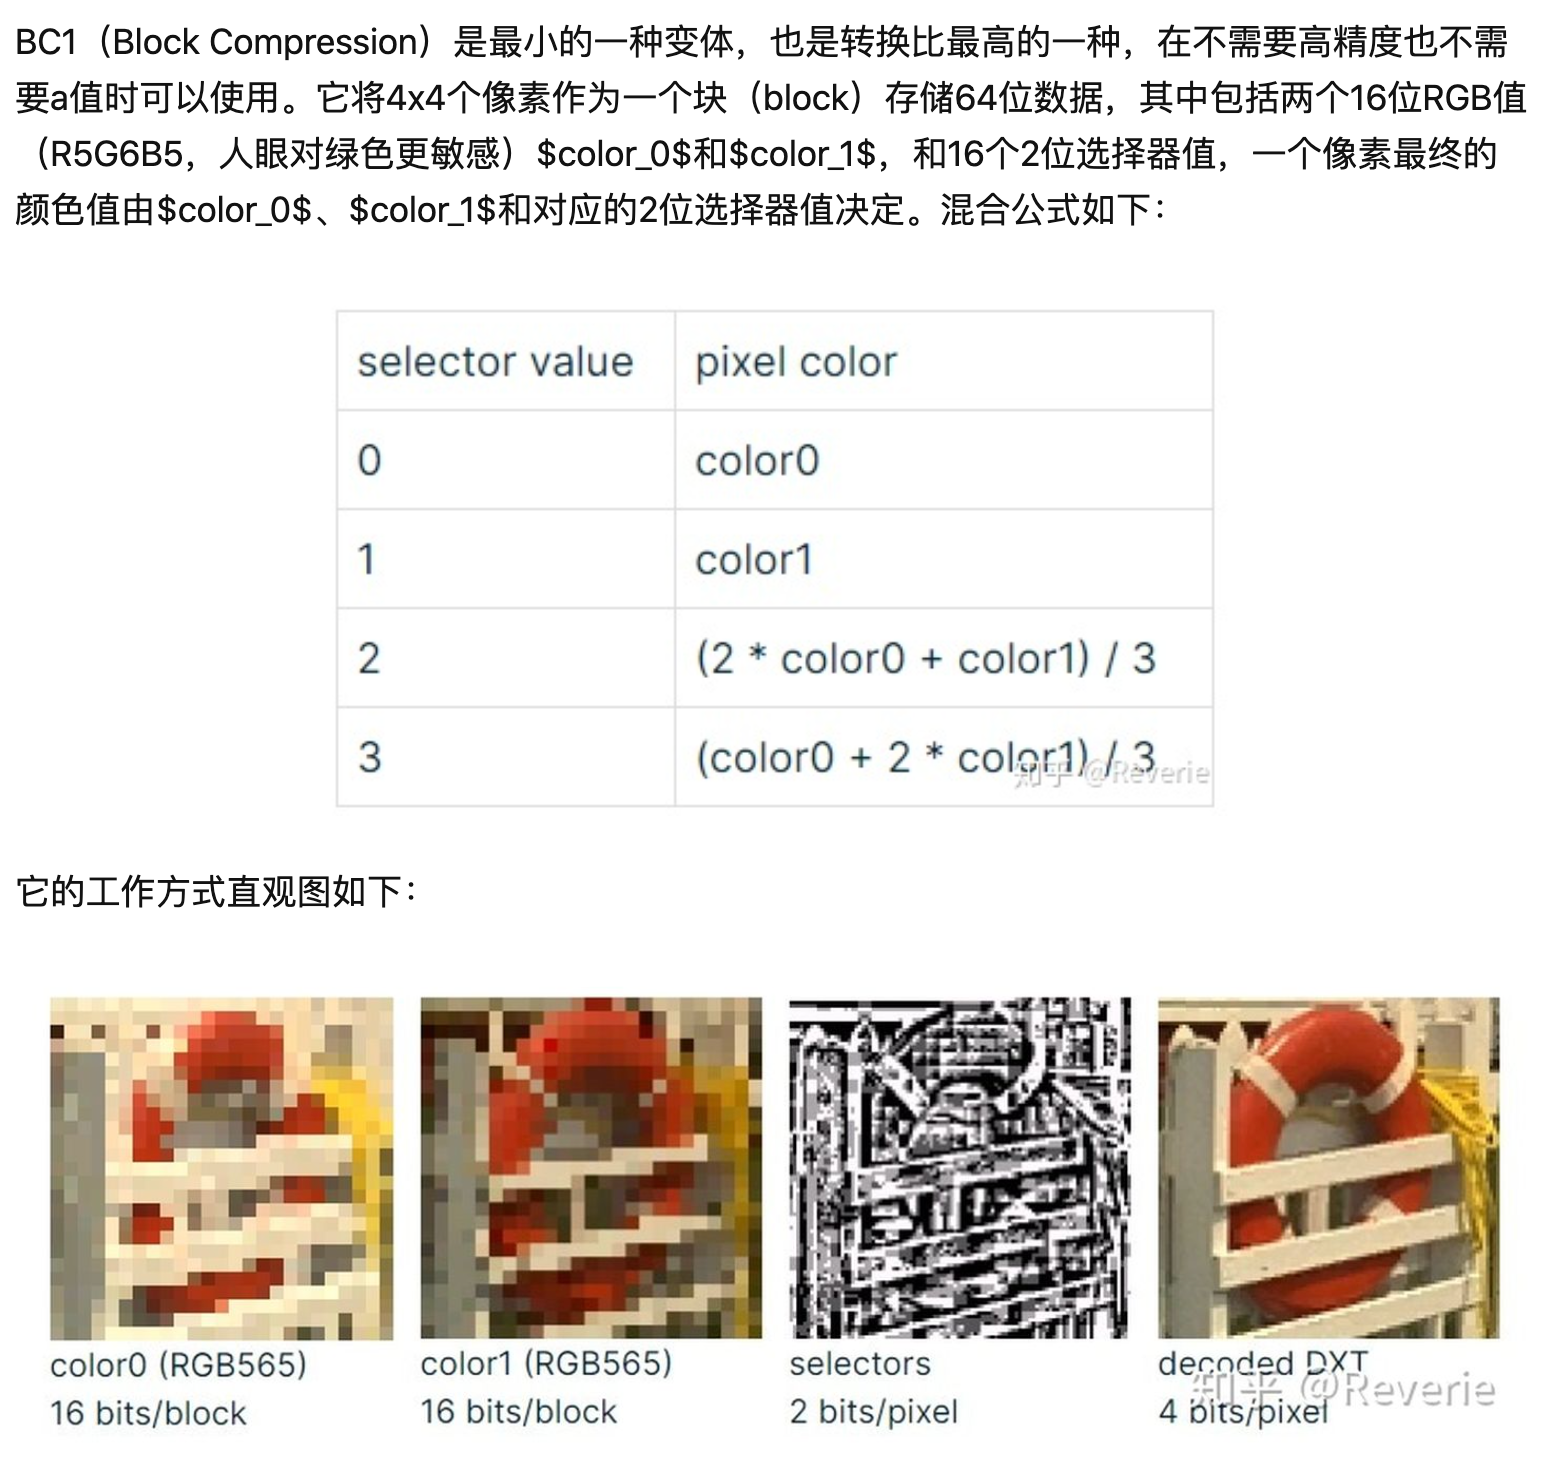 BC1（Block Compression）是最小的一种变体，也是转换比最高的一种，在不需要高精度也不需
要a值时可以使用。它将4x4个像素作为一个块（block）存储64位数据，其中包括两个16位RGB值
（R5G6B5，人眼对绿色更敏感）$color_0$和$color_1$，和16个2位选择器值，一个像素最终的
颜色值由$color_0$、$color_1$和对应的2位选择器值决定。混合公式如下：
selector value pixel color
0 color0
1 color1
2 (2 * color0 + color1) / 3
3 (color0 + 2 * color1) / 3
知乎 @Reverie
它的工作方式直观图如下：
color0 (RGB565) color1 (RGB565) selectors decoded DXT
16 bits/block 16 bits/block 2 bits/pixel 4 bits/pixel
知乎 @Reverie